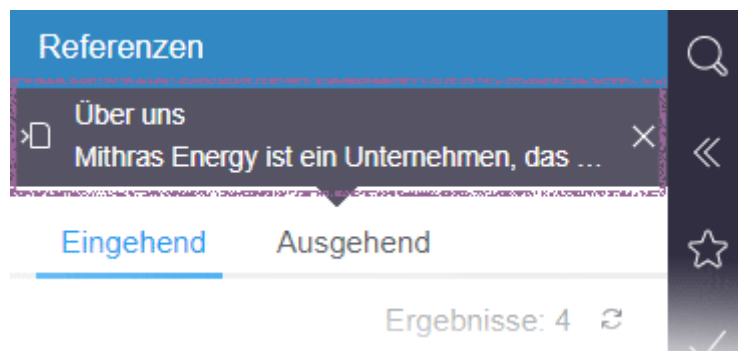 Referenzen
Über uns
Mithras Energy ist ein Unternehmen, das ...
Eingehend Ausgehend
Ergebnisse: 4